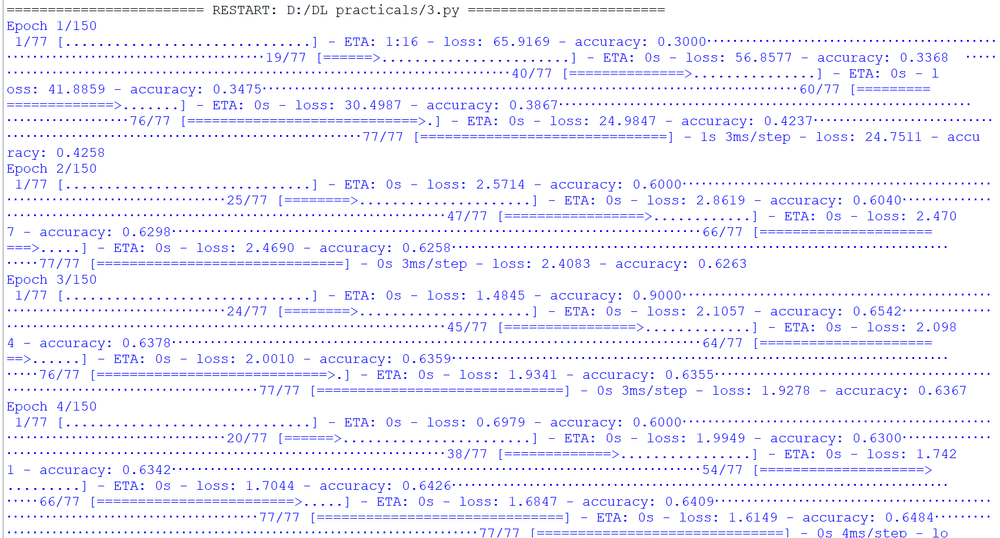 ======================== RESTART: D:/DL practicals/3.py ========================
Epoch 1/150
 1/77 [..............................] - ETA: 1:16 - loss: 65.9169 - accuracy: 0.3000
19/77 [======>.......................] - ETA: 0s - loss: 56.8577 - accuracy: 0.3368
40/77 [==============>...............] - ETA: 0s - l
oss: 41.8859 - accuracy: 0.3475 60/77 [=========
=============>.......] - ETA: 0s - loss: 30.4987 - accuracy: 0.3867
76/77 [============================>.] - ETA: 0s - loss: 24.9847 - accuracy: 0.4237
77/77 [==============================] - 1s 3ms/step - loss: 24.7511 - accu
racy: 0.4258
Epoch 2/150
 1/77 [..............................] - ETA: 0s - loss: 2.5714 - accuracy: 0.6000
25/77 [========>.....................] - ETA: 0s - loss: 2.8619 - accuracy: 0.6040
47/77 [=================>............] - ETA: 0s - loss: 2.470
7 - accuracy: 0.6298 66/77 [=====================
===>.....] - ETA: 0s - loss: 2.4690 - accuracy: 0.6258
77/77 [==============================] - 0s 3ms/step - loss: 2.4083 - accuracy: 0.6263
Epoch 3/150
 1/77 [..............................] - ETA: 0s - loss: 1.4845 - accuracy: 0.9000
24/77 [========>.....................] - ETA: 0s - loss: 2.1057 - accuracy: 0.6542
45/77 [================>.............] - ETA: 0s - loss: 2.098
4 - accuracy: 0.6378 64/77 [=====================
==>......] - ETA: 0s - loss: 2.0010 - accuracy: 0.6359
76/77 [============================>.] - ETA: 0s - loss: 1.9341 - accuracy: 0.6355
77/77 [==============================] - 0s 3ms/step - loss: 1.9278 - accuracy: 0.6367
Epoch 4/150
 1/77 [..............................] - ETA: 0s - loss: 0.6979 - accuracy: 0.6000
20/77 [======>.......................] - ETA: 0s - loss: 1.9949 - accuracy: 0.6300
38/77 [=============>................] - ETA: 0s - loss: 1.742
1 - accuracy: 0.6342 54/77 [====================>
.........] - ETA: 0s - loss: 1.7044 - accuracy: 0.6426
66/77 [========================>.....] - ETA: 0s - loss: 1.6847 - accuracy: 0.6409
77/77 [==============================] - ETA: 0s - loss: 1.6149 - accuracy: 0.6484
77/77 [==============================] - 0s 4ms/step - lo